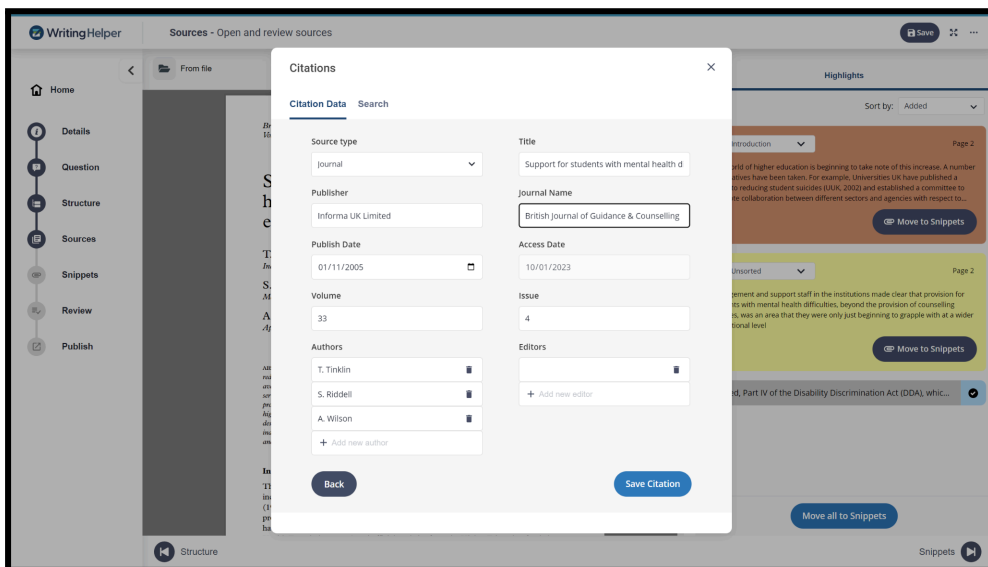 WritingHelper
Sources - Open and review sources
Save
From file
Home
Details
Question
Structure
Sources
Snippets
Review
Publish
Citations
Citation Data
Search
Source type
Journal
Title
Support for students with mental health d
Publisher
Informa UK Limited
Journal Name
British Journal of Guidance & Counselling
Publish Date
01/11/2005
Access Date
10/01/2023
Volume
33
Issue
4
Authors
T. Tinklin
S. Riddell
A. Wilson
+ Add new author
Editors
+ Add new editor
Back
Save Citation
Highlights
Sort by: Added
Introduction
Page 2
orld of higher education is beginning to take note of this increase. A number
atives have been taken. For example, Universities UK have published a
to reducing student suicides (UUK, 2002) and established a committee to
te collaboration between different sectors and agencies with respect to...
Move to Snippets
Unsorted
Page 2
gement and support staff in the institutions made clear that provision for
nts with mental health difficulties, beyond the provision of counselling
es, was an area that they were only just beginning to grapple with at a wider
tional level
Move to Snippets
ed, Part IV of the Disability Discrimination Act (DDA), whic...
Move all to Snippets
Structure
Snippets